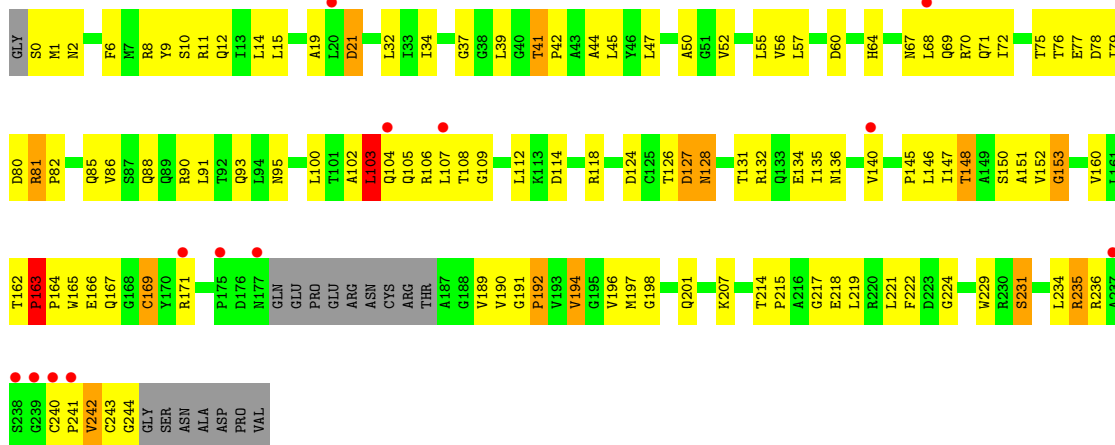 GLY S0 M1 N2 F6 M7 R8 Y9 S10 R11 Q12 I13 L14 L15 A19 L20 D21 L32 I33 I34 G37 G38 L39 G40 T41 P42 A43 A44 L45 Y46 L47 A50 G51 V52 L55 V56 L57 D60 H64 N67 L68 Q69 R70 Q71 I72 T75 T76 E77 D78
D80 R81 P82 Q85 V86 S87 Q88 Q89 R90 L91 T92 Q93 L94 N95 L100 T101 A102 L103 Q104 Q105 R106 L107 T108 G109 L112 K113 D114 R118 D124 C125 T126 D127 N128 T131 R132 Q133 E134 I135 N136 V140 P145 L146 I147 T148 A149 S150 A151 V152 G153 V160 L161
T162 P163 P164 W165 E166 Q167 G168 C169 Y170 R171 P175 D176 N177 GLN GLU PRO GLU ARG ASN CYS ARG THR A187 G188 V189 V190 G191 P192 V193 V194 G195 V196 M197 G198 Q201 K207 T214 P215 A216 G217 E218 L219 R220 L221 F222 D223 G224 W229 R230 S231 L234 R235 R236 A237
S238 G239 C240 P241 V242 C243 G244 GLY SER ASN ALA ASP PRO VAL